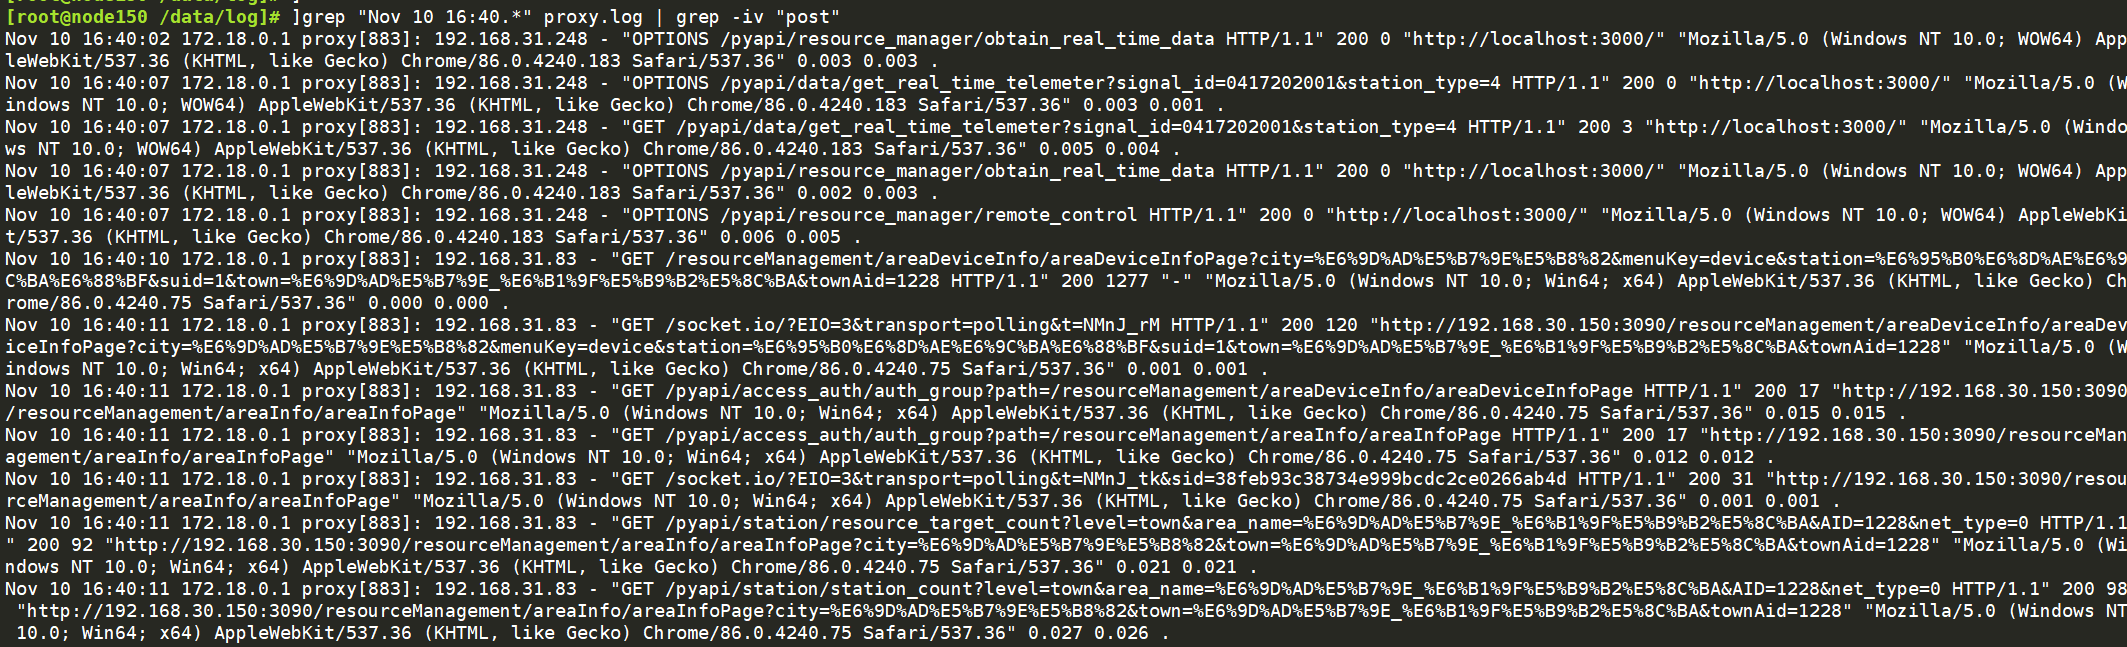 [root@node150 /data/log]# ]
[root@node150 /data/log]# ]grep "Nov 10 16:40.*" proxy.log | grep -iv "post"
Nov 10 16:40:02 172.18.0.1 proxy[883]: 192.168.31.248 - "OPTIONS /pyapi/resource_manager/obtain_real_time_data HTTP/1.1" 200 0 "http://localhost:3000/" "Mozilla/5.0 (Windows NT 10.0; WOW64) App
leWebKit/537.36 (KHTML, like Gecko) Chrome/86.0.4240.183 Safari/537.36" 0.003 0.003 .
Nov 10 16:40:07 172.18.0.1 proxy[883]: 192.168.31.248 - "OPTIONS /pyapi/data/get_real_time_telemeter?signal_id=0417202001&station_type=4 HTTP/1.1" 200 0 "http://localhost:3000/" "Mozilla/5.0 (W
indows NT 10.0; WOW64) AppleWebKit/537.36 (KHTML, like Gecko) Chrome/86.0.4240.183 Safari/537.36" 0.003 0.001 .
Nov 10 16:40:07 172.18.0.1 proxy[883]: 192.168.31.248 - "GET /pyapi/data/get_real_time_telemeter?signal_id=0417202001&station_type=4 HTTP/1.1" 200 3 "http://localhost:3000/" "Mozilla/5.0 (Windo
ws NT 10.0; WOW64) AppleWebKit/537.36 (KHTML, like Gecko) Chrome/86.0.4240.183 Safari/537.36" 0.005 0.004 .
Nov 10 16:40:07 172.18.0.1 proxy[883]: 192.168.31.248 - "OPTIONS /pyapi/resource_manager/obtain_real_time_data HTTP/1.1" 200 0 "http://localhost:3000/" "Mozilla/5.0 (Windows NT 10.0; WOW64) App
leWebKit/537.36 (KHTML, like Gecko) Chrome/86.0.4240.183 Safari/537.36" 0.002 0.003 .
Nov 10 16:40:07 172.18.0.1 proxy[883]: 192.168.31.248 - "OPTIONS /pyapi/resource_manager/remote_control HTTP/1.1" 200 0 "http://localhost:3000/" "Mozilla/5.0 (Windows NT 10.0; WOW64) AppleWebKi
t/537.36 (KHTML, like Gecko) Chrome/86.0.4240.183 Safari/537.36" 0.006 0.005 .
Nov 10 16:40:10 172.18.0.1 proxy[883]: 192.168.31.83 - "GET /resourceManagement/areaDeviceInfo/areaDeviceInfoPage?city=%E6%9D%AD%E5%B7%9E%E5%B8%82&menuKey=device&station=%E6%95%B0%E6%8D%AE%E6%9
C%BA%E6%88%BF&suid=1&town=%E6%9D%AD%E5%B7%9E_%E6%B1%9F%E5%B9%B2%E5%8C%BA&townAid=1228 HTTP/1.1" 200 1277 "-" "Mozilla/5.0 (Windows NT 10.0; Win64; x64) AppleWebKit/537.36 (KHTML, like Gecko) Ch
rome/86.0.4240.75 Safari/537.36" 0.000 0.000 .
Nov 10 16:40:11 172.18.0.1 proxy[883]: 192.168.31.83 - "GET /socket.io/?EIO=3&transport=polling&t=NMnJ_rM HTTP/1.1" 200 120 "http://192.168.30.150:3090/resourceManagement/areaDeviceInfo/areaDev
iceInfoPage?city=%E6%9D%AD%E5%B7%9E%E5%B8%82&menuKey=device&station=%E6%95%B0%E6%8D%AE%E6%9C%BA%E6%88%BF&suid=1&town=%E6%9D%AD%E5%B7%9E_%E6%B1%9F%E5%B9%B2%E5%8C%BA&townAid=1228" "Mozilla/5.0 (W
indows NT 10.0; Win64; x64) AppleWebKit/537.36 (KHTML, like Gecko) Chrome/86.0.4240.75 Safari/537.36" 0.001 0.001 .
Nov 10 16:40:11 172.18.0.1 proxy[883]: 192.168.31.83 - "GET /pyapi/access_auth/auth_group?path=/resourceManagement/areaDeviceInfo/areaDeviceInfoPage HTTP/1.1" 200 17 "http://192.168.30.150:3090
/resourceManagement/areaInfo/areaInfoPage" "Mozilla/5.0 (Windows NT 10.0; Win64; x64) AppleWebKit/537.36 (KHTML, like Gecko) Chrome/86.0.4240.75 Safari/537.36" 0.015 0.015 .
Nov 10 16:40:11 172.18.0.1 proxy[883]: 192.168.31.83 - "GET /pyapi/access_auth/auth_group?path=/resourceManagement/areaInfo/areaInfoPage HTTP/1.1" 200 17 "http://192.168.30.150:3090/resourceMan
agement/areaInfo/areaInfoPage" "Mozilla/5.0 (Windows NT 10.0; Win64; x64) AppleWebKit/537.36 (KHTML, like Gecko) Chrome/86.0.4240.75 Safari/537.36" 0.012 0.012 .
Nov 10 16:40:11 172.18.0.1 proxy[883]: 192.168.31.83 - "GET /socket.io/?EIO=3&transport=polling&t=NMnJ_tk&sid=38feb93c38734e999bcdc2ce0266ab4d HTTP/1.1" 200 31 "http://192.168.30.150:3090/resou
rceManagement/areaInfo/areaInfoPage" "Mozilla/5.0 (Windows NT 10.0; Win64; x64) AppleWebKit/537.36 (KHTML, like Gecko) Chrome/86.0.4240.75 Safari/537.36" 0.001 0.001 .
Nov 10 16:40:11 172.18.0.1 proxy[883]: 192.168.31.83 - "GET /pyapi/station/resource_target_count?level=town&area_name=%E6%9D%AD%E5%B7%9E_%E6%B1%9F%E5%B9%B2%E5%8C%BA&AID=1228&net_type=0 HTTP/1.1
" 200 92 "http://192.168.30.150:3090/resourceManagement/areaInfo/areaInfoPage?city=%E6%9D%AD%E5%B7%9E%E5%B8%82&town=%E6%9D%AD%E5%B7%9E_%E6%B1%9F%E5%B9%B2%E5%8C%BA&townAid=1228" "Mozilla/5.0 (Wi
ndows NT 10.0; Win64; x64) AppleWebKit/537.36 (KHTML, like Gecko) Chrome/86.0.4240.75 Safari/537.36" 0.021 0.021 .
Nov 10 16:40:11 172.18.0.1 proxy[883]: 192.168.31.83 - "GET /pyapi/station/station_count?level=town&area_name=%E6%9D%AD%E5%B7%9E_%E6%B1%9F%E5%B9%B2%E5%8C%BA&AID=1228&net_type=0 HTTP/1.1" 200 98
"http://192.168.30.150:3090/resourceManagement/areaInfo/areaInfoPage?city=%E6%9D%AD%E5%B7%9E%E5%B8%82&town=%E6%9D%AD%E5%B7%9E_%E6%B1%9F%E5%B9%B2%E5%8C%BA&townAid=1228" "Mozilla/5.0 (Windows NT
10.0; Win64; x64) AppleWebKit/537.36 (KHTML, like Gecko) Chrome/86.0.4240.75 Safari/537.36" 0.027 0.026 .